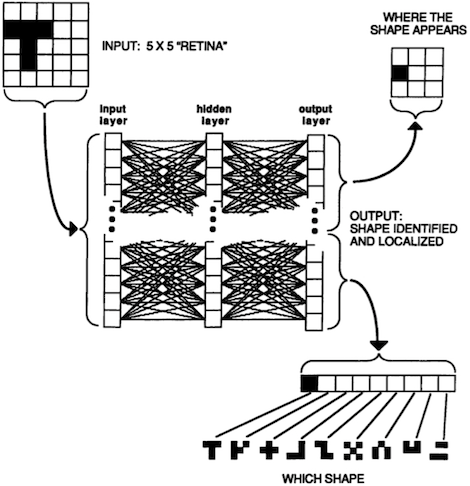 INPUT: 5 X 5 "RETINA"
WHERE THE
SHAPE APPEARS
input
layer
hidden
layer
output
layer
OUTPUT:
SHAPE IDENTIFIED
AND LOCALIZED
WHICH SHAPE